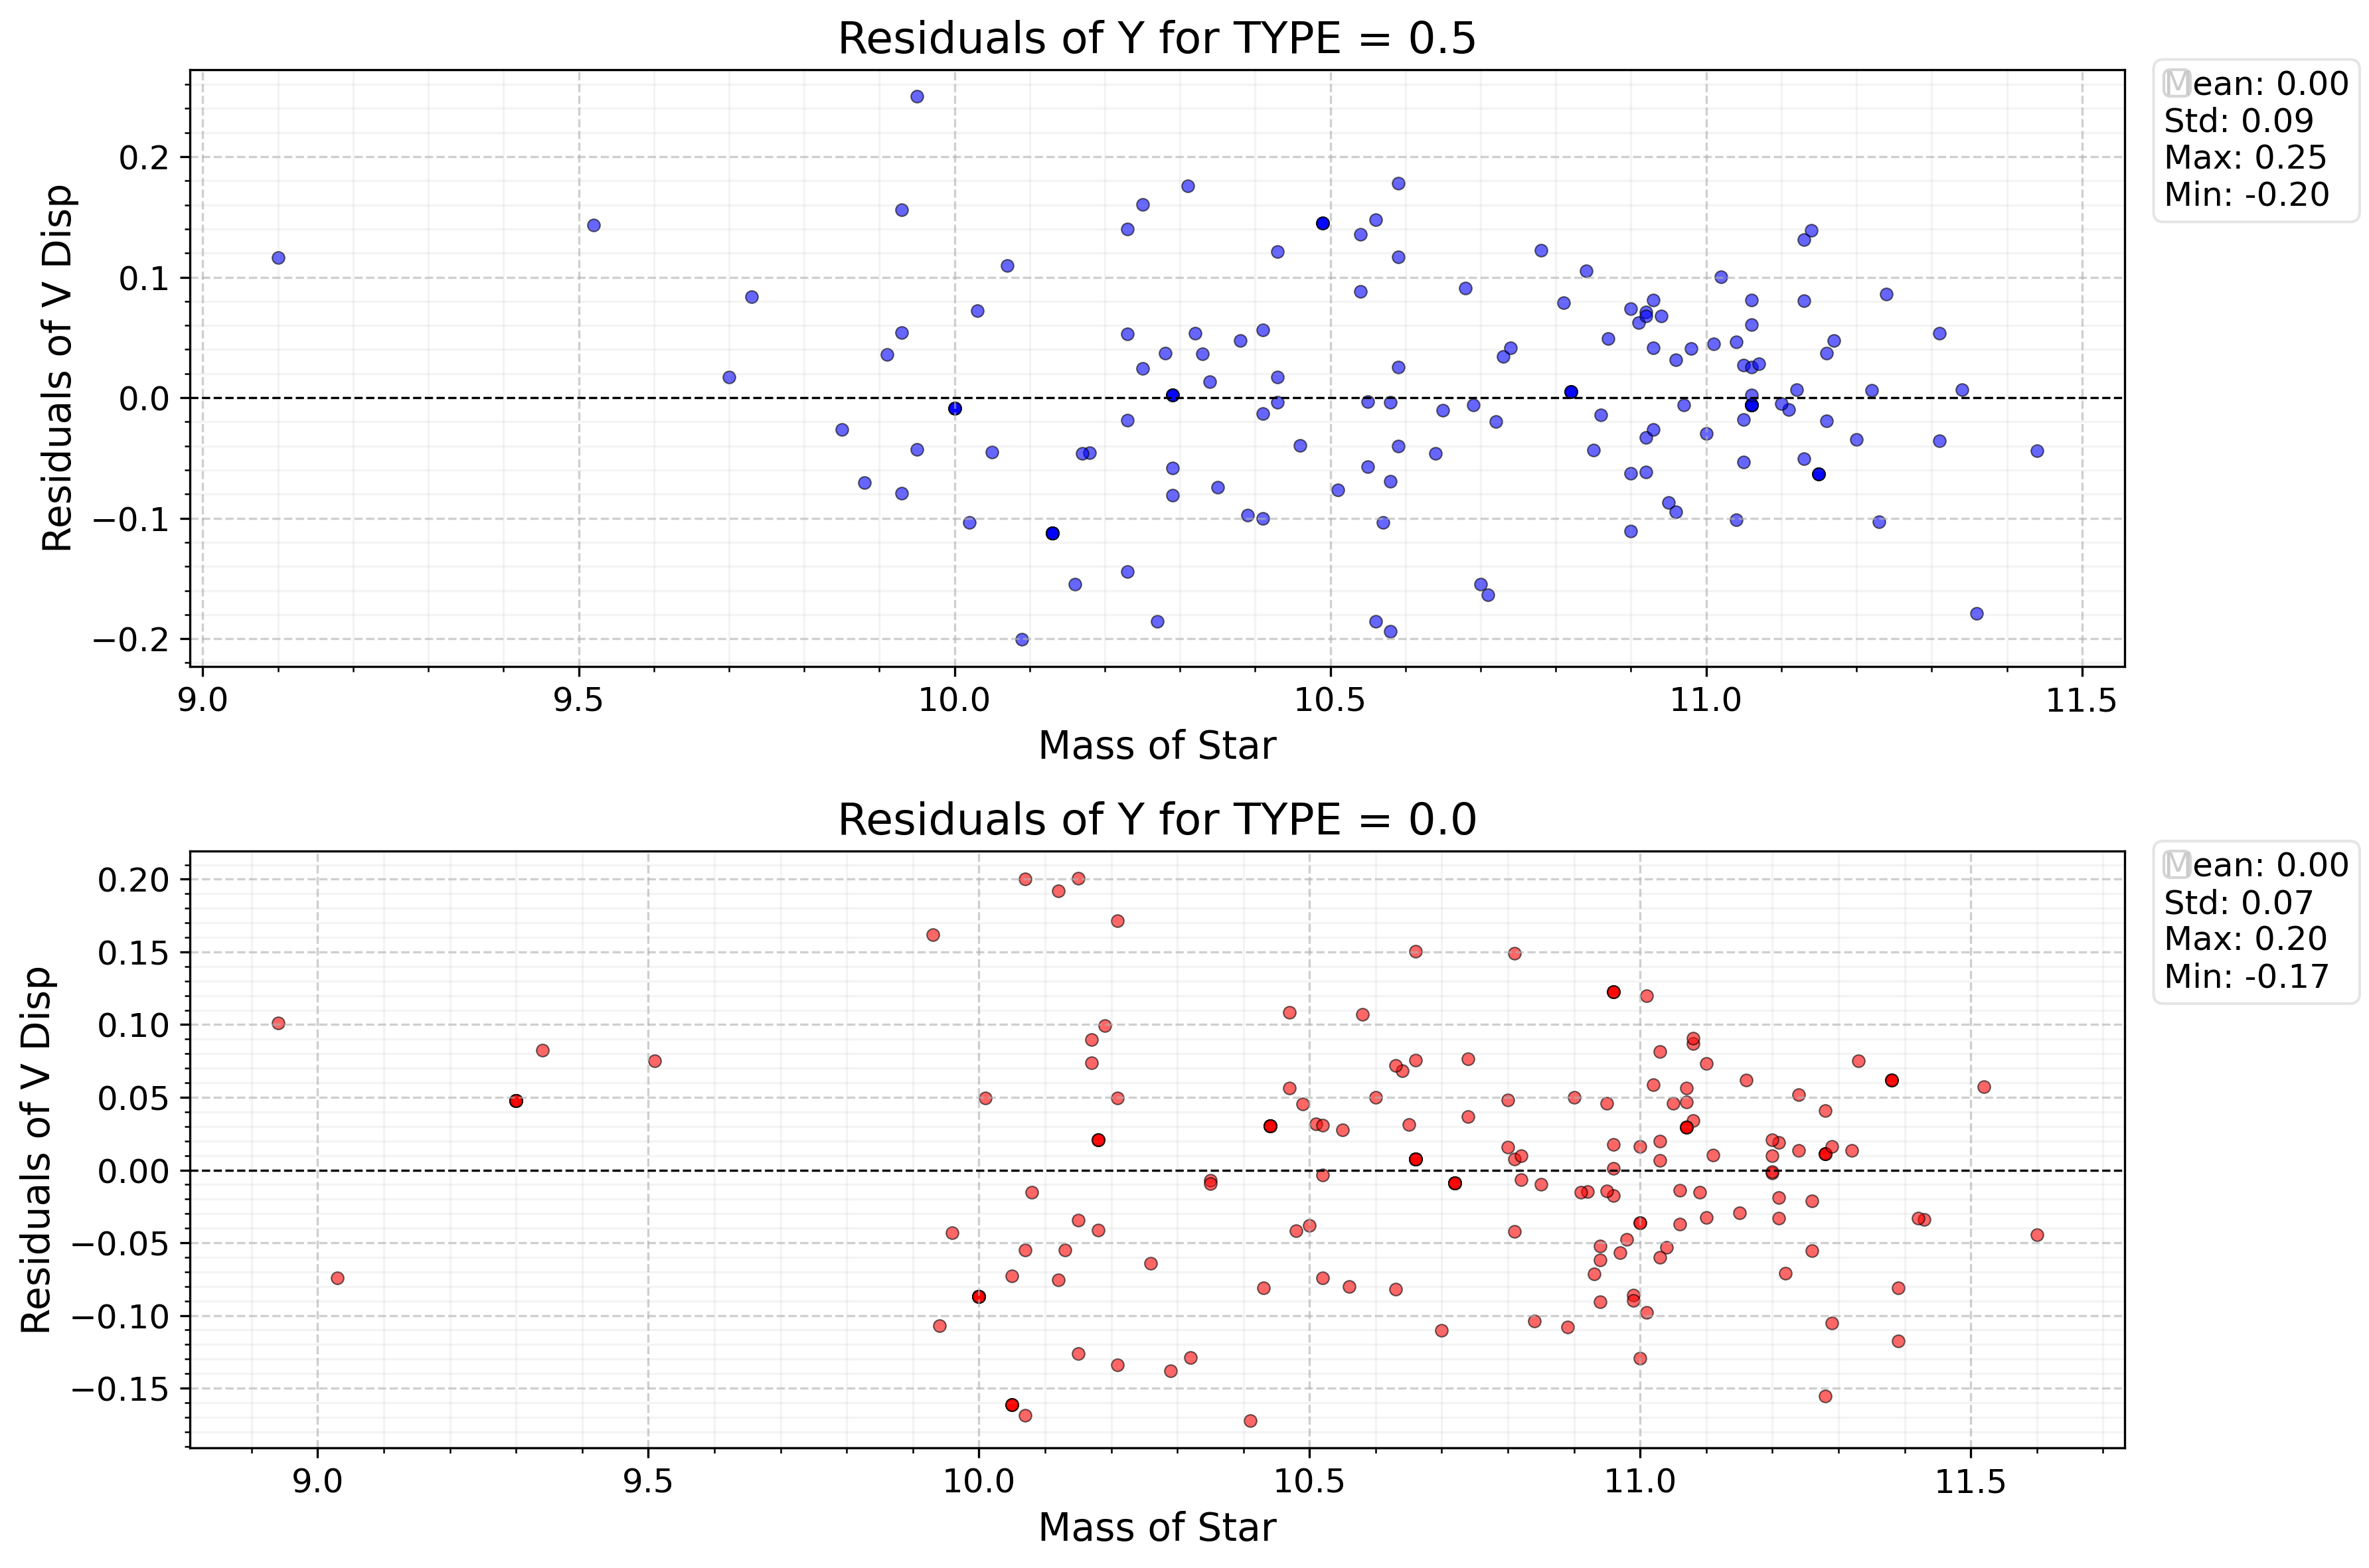 Residuals of Y for TYPE = 0.5
Mean: 0.00
Std: 0.09
Max: 0.25
Min: -0.20
Residuals of V Disp
0.2
0.1
0.0
−0.1
−0.2
9.0 9.5 10.0 10.5 11.0 11.5
Mass of Star
Residuals of Y for TYPE = 0.0
Mean: 0.00
Std: 0.07
Max: 0.20
Min: -0.17
Residuals of V Disp
0.20
0.15
0.10
0.05
0.00
−0.05
−0.10
−0.15
9.0 9.5 10.0 10.5 11.0 11.5
Mass of Star